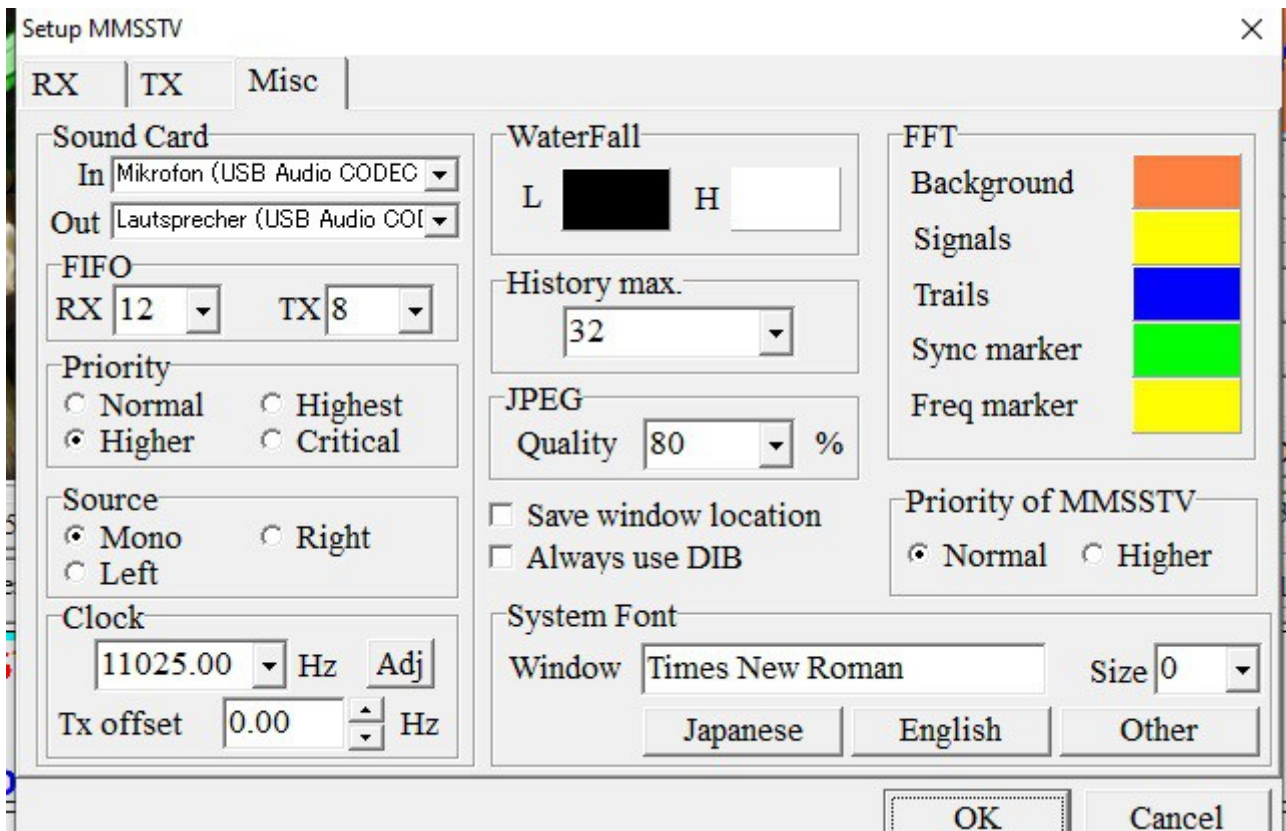 Setup MMSSTV
RX TX Misc
Sound Card
In Mikrofon (USB Audio CODEC
Out Lautsprecher (USB Audio COD
FIFO
RX 12 TX 8
Priority
Normal Highest
Higher Critical
Source
Mono Right
Left
Clock
11025.00 Hz Adj
Tx offset 0.00 Hz
WaterFall
L H
History max.
32
JPEG
Quality 80 %
Save window location
Always use DIB
FFT
Background
Signals
Trails
Sync marker
Freq marker
Priority of MMSSTV
Normal Higher
System Font
Window Times New Roman Size 0
Japanese English Other
OK Cancel